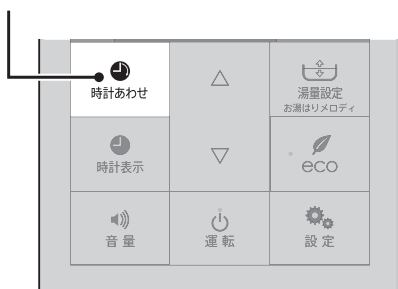 時計あわせ
湯量設定
お湯はりメロディ
時計表示
eco
音量
運転
設定